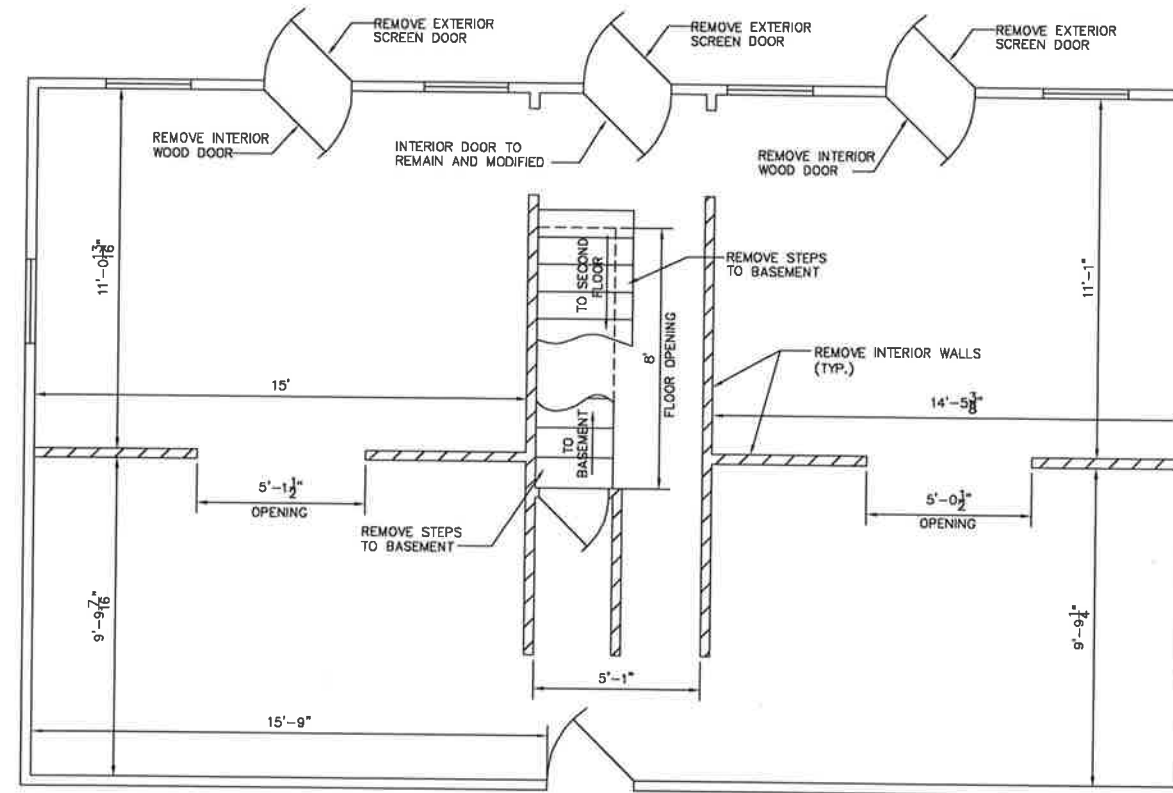 REMOVE EXTERIOR
SCREEN DOOR
REMOVE EXTERIOR
SCREEN DOOR
REMOVE EXTERIOR
SCREEN DOOR
REMOVE INTERIOR
WOOD DOOR
INTERIOR DOOR TO
REMAIN AND MODIFIED
REMOVE INTERIOR
WOOD DOOR
11'-0 13/16"
TO SECOND
FLOOR
REMOVE STEPS
TO BASEMENT
11'-1"
8'
FLOOR OPENING
REMOVE INTERIOR WALLS
(TYP.)
15'
14'-5 3/8"
TO
BASEMENT
5'-1 1/2"
OPENING
5'-0 1/2"
OPENING
REMOVE STEPS
TO BASEMENT
9'-9 7/16"
9'-9 1/4"
5'-1"
15'-9"